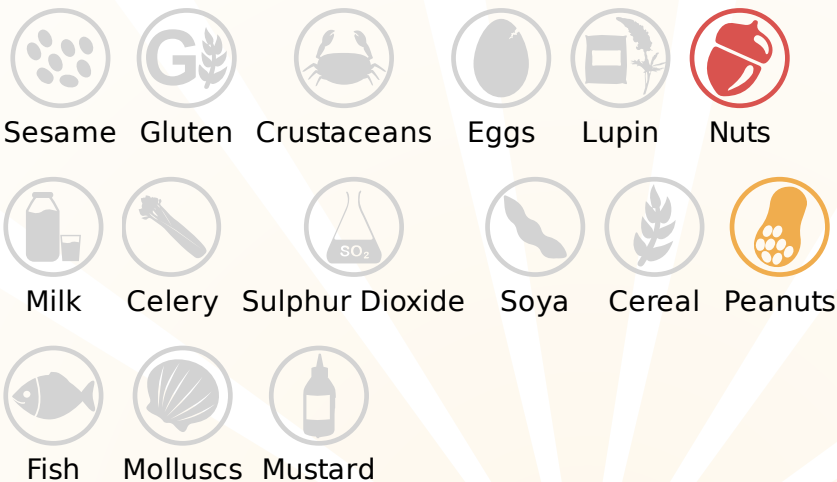 G
Sesame Gluten Crustaceans Eggs Lupin Nuts
SO₂
Milk Celery Sulphur Dioxide Soya Cereal Peanuts
Fish Molluscs Mustard